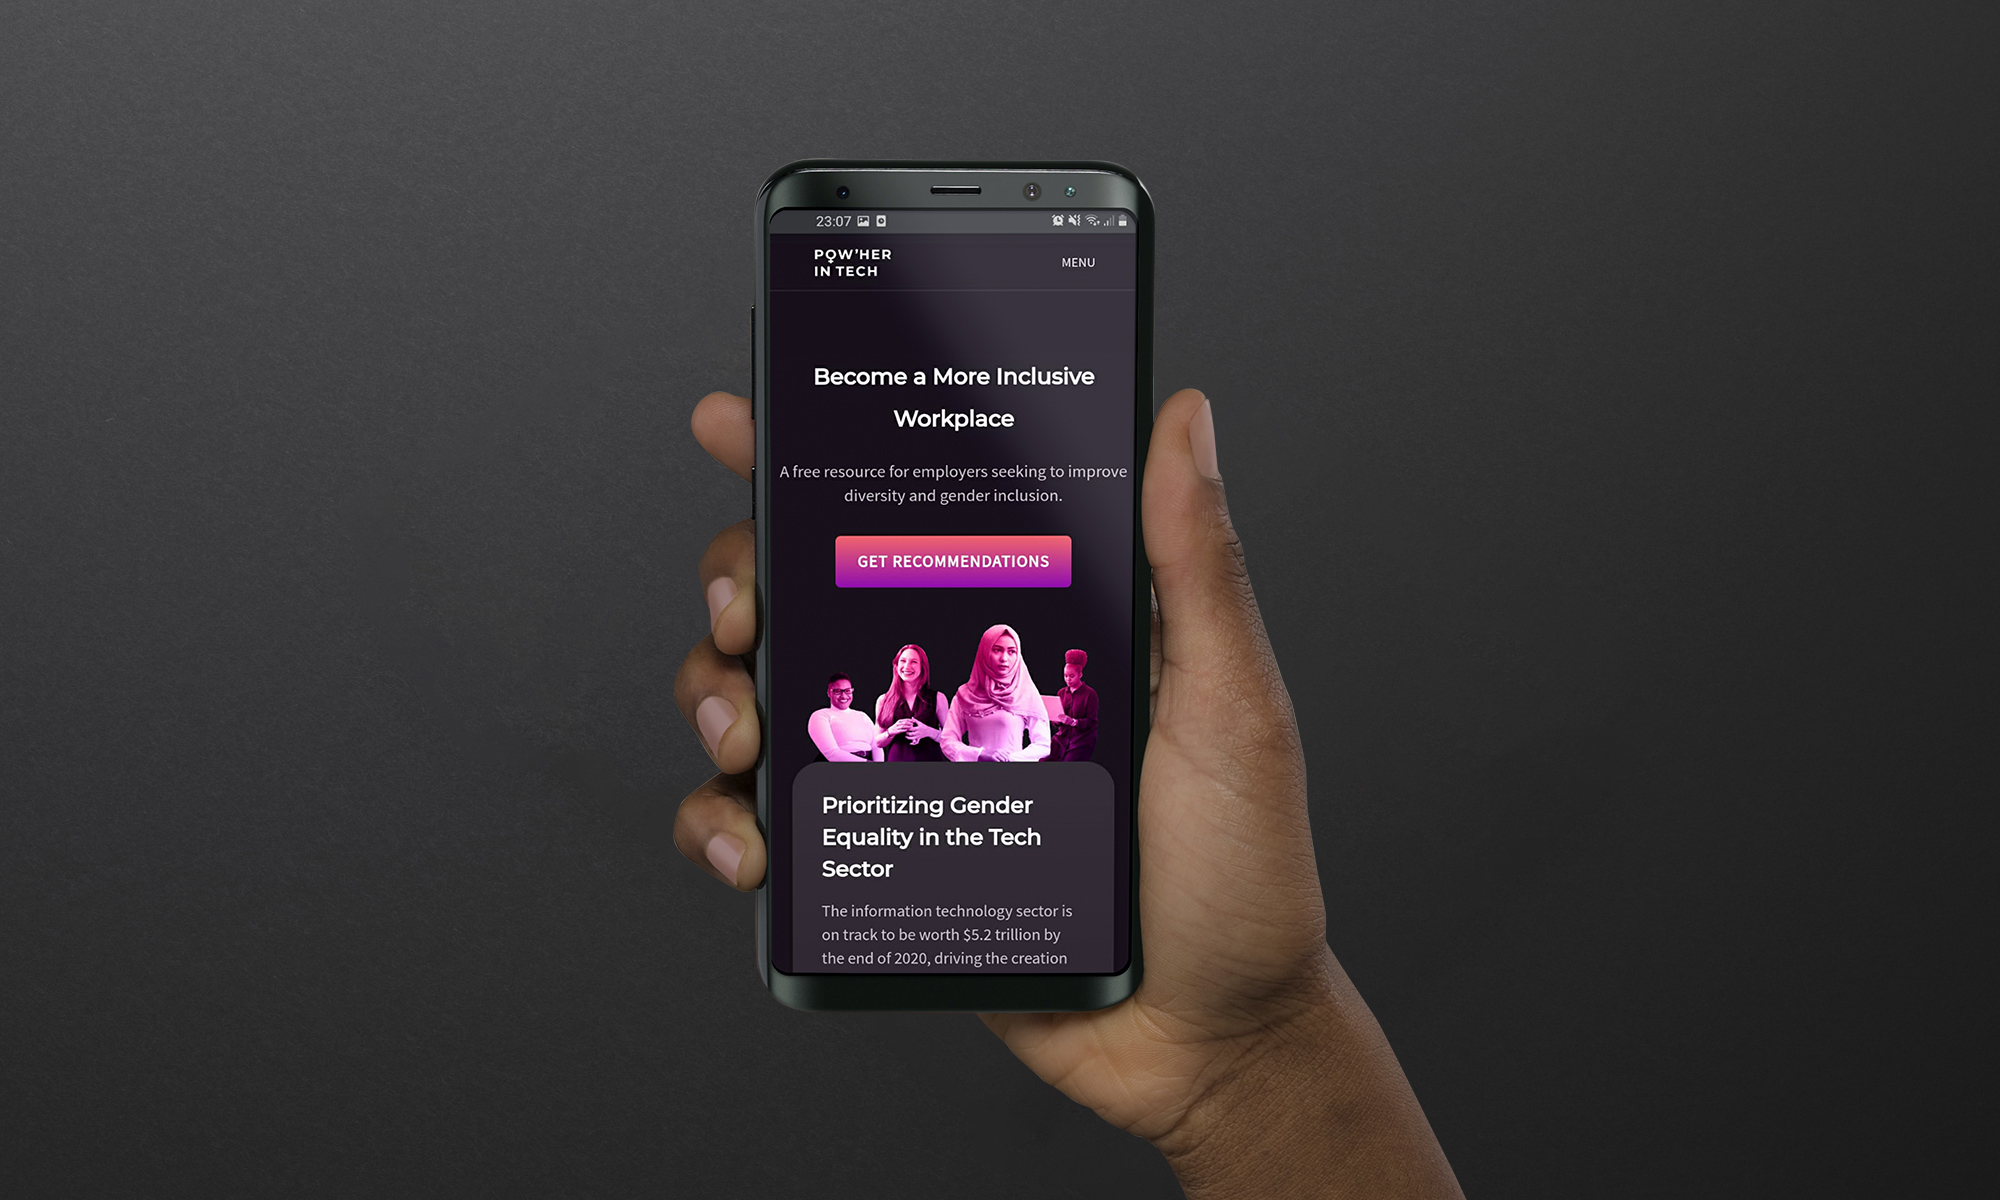 23:07
POW'HER
IN TECH
MENU
Become a More Inclusive
Workplace
A free resource for employers seeking to improve
diversity and gender inclusion.
GET RECOMMENDATIONS
Prioritizing Gender
Equality in the Tech
Sector
The information technology sector is
on track to be worth $5.2 trillion by
the end of 2020, driving the creation